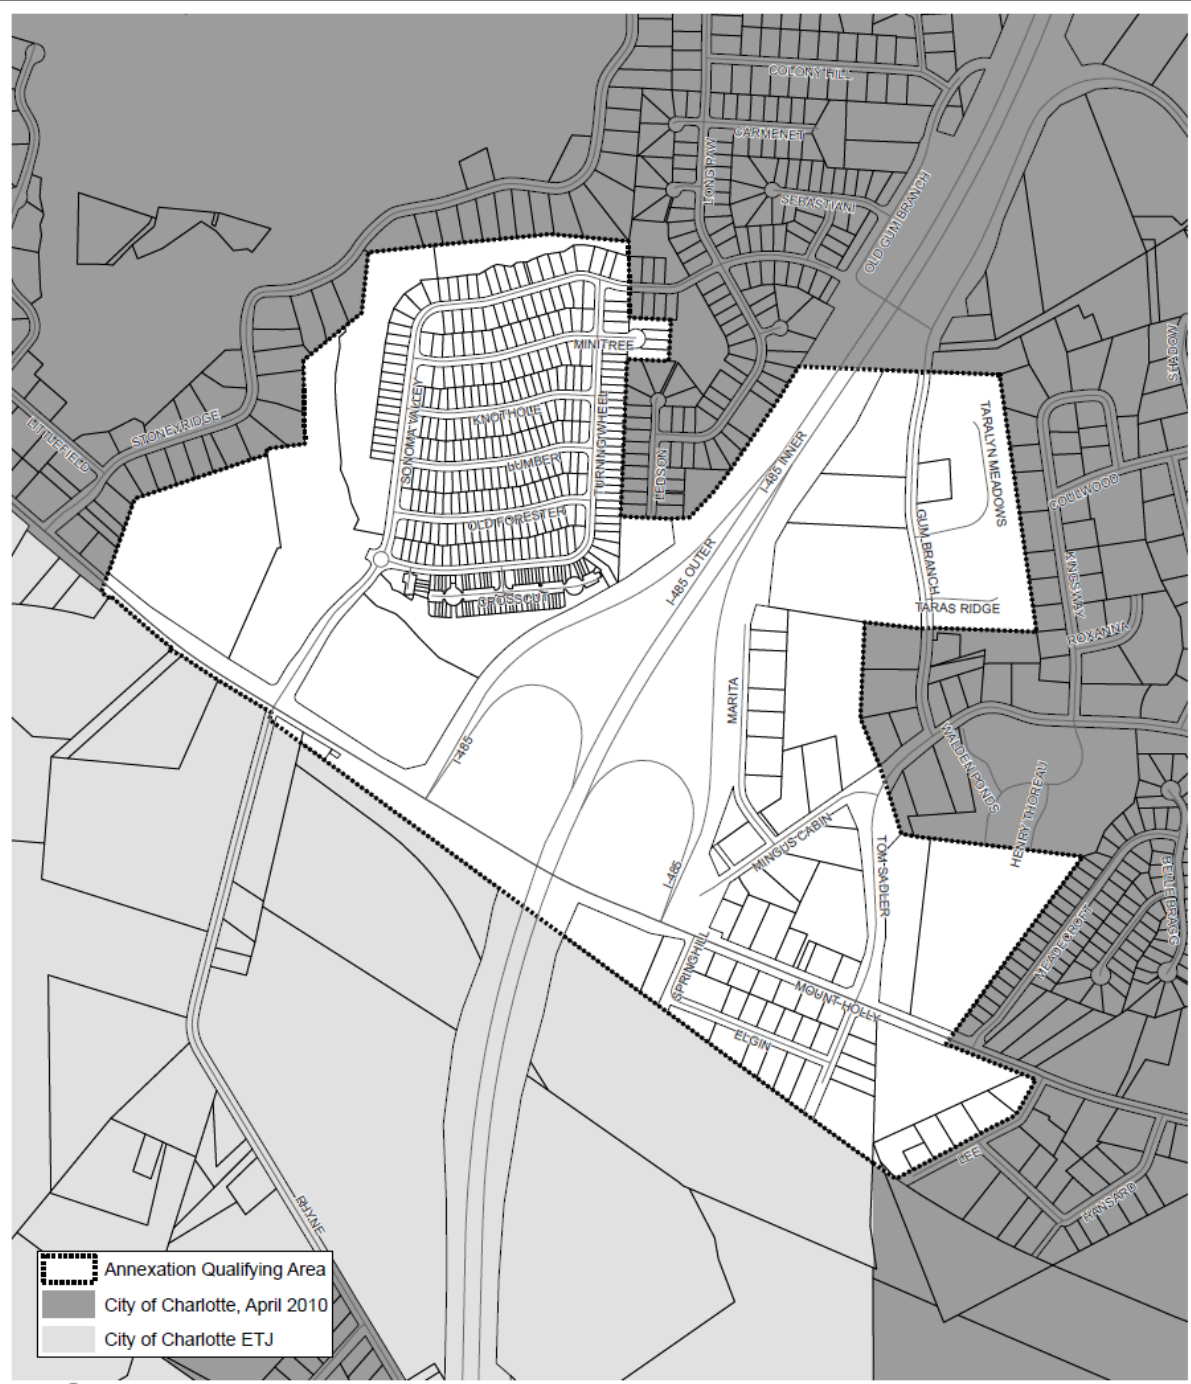 COLONY HILL
CARMENET
LONG PAW
SEBASTIANI
OLD GUM BRANCH
MINITREE
SHADOW
SONOMA VALLEY
KNOTHOLE
TURNING WHEEL
STONEYRIDGE
LITTLEFIELD
LUMBER
LEDSON
I-485 INNER
TARALYN MEADOWS
COULWOOD
OLD FORESTER
GUM BRANCH
I-485 OUTER
KINGSWAY
CROSSCUT
TARAS RIDGE
ROXANNA
MARITA
I-485
WALDEN PONDS
HENRY THOREAU
MINGUS CABIN
TOM SADLER
I-485
BELLE BRAGG
MEADECROFT
SPRINGHILL
MOUNT HOLLY
ELGIN
LEE
HANSARD
RHYNE
Annexation Qualifying Area
City of Charlotte, April 2010
City of Charlotte ETJ